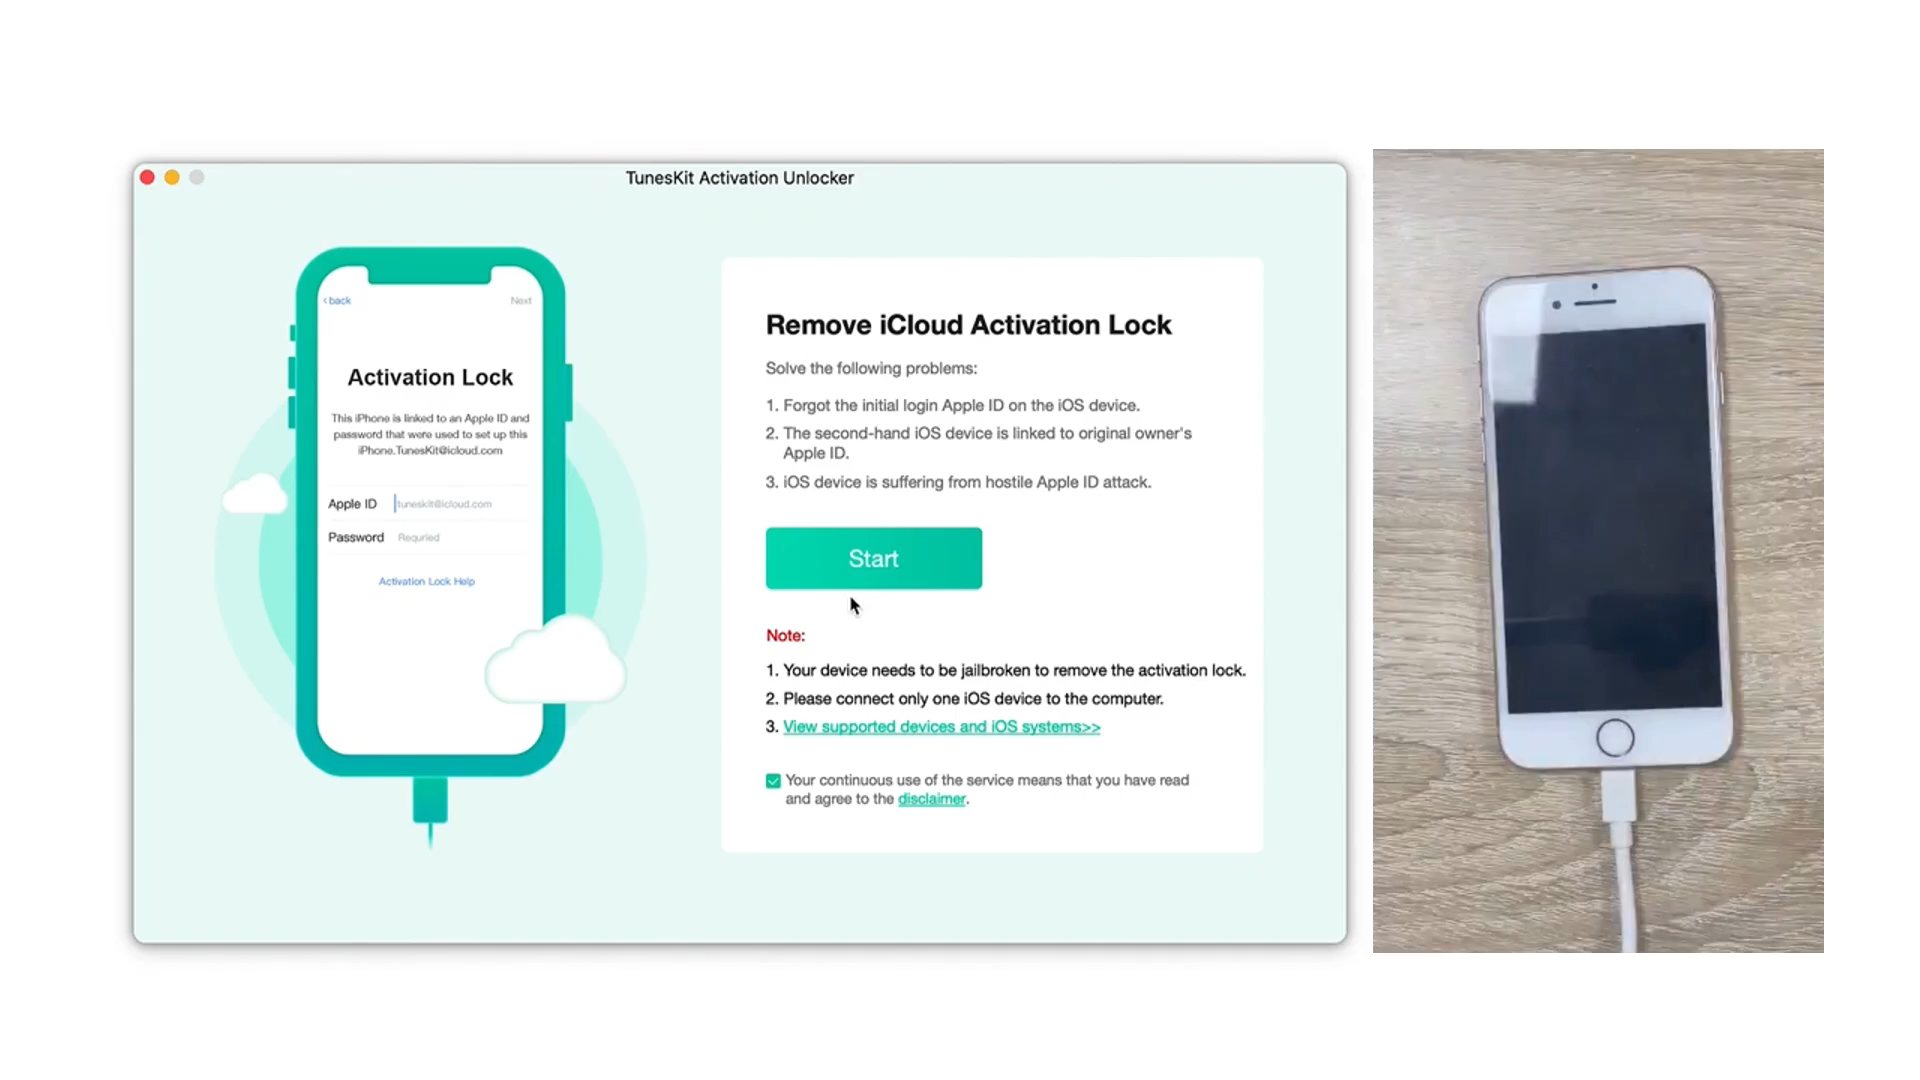 TunesKit Activation Unlocker
‹ back
Next
Activation Lock
This iPhone is linked to an Apple ID and
password that were used to set up this
iPhone.TunesKit@icloud.com
Apple ID tuneskit@icloud.com
Password Requried
Activation Lock Help
Remove iCloud Activation Lock
Solve the following problems:
1. Forgot the initial login Apple ID on the iOS device.
2. The second-hand iOS device is linked to original owner's
Apple ID.
3. iOS device is suffering from hostile Apple ID attack.
Start
Note:
1. Your device needs to be jailbroken to remove the activation lock.
2. Please connect only one iOS device to the computer.
3. View supported devices and iOS systems>>
Your continuous use of the service means that you have read
and agree to the disclaimer.